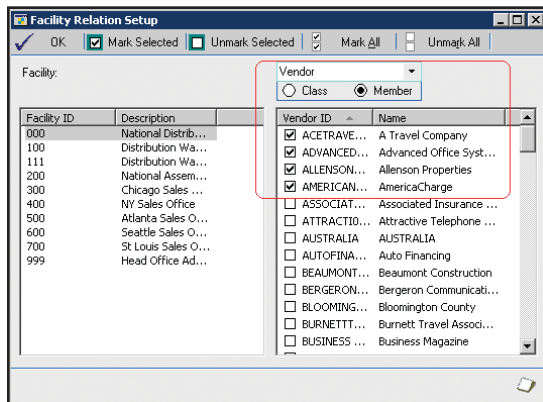 Facility Relation Setup
OK Mark Selected Unmark Selected Mark All Unmark All
Facility:
Vendor
Class Member
Facility ID Description
000 National Distrib...
100 Distribution Wa...
111 Distribution Wa...
200 National Assem...
300 Chicago Sales ...
400 NY Sales Office
500 Atlanta Sales O...
600 Seattle Sales O...
700 St Louis Sales O...
999 Head Office Ad...
Vendor ID Name
ACETRAVE... A Travel Company
ADVANCED... Advanced Office Syst...
ALLENSON... Allenson Properties
AMERICAN... AmericaCharge
ASSOCIAT... Associated Insurance ...
ATTRACTIO... Attractive Telephone ...
AUSTRALIA AUSTRALIA
AUTOFINA... Auto Financing
BEAUMONT... Beaumont Construction
BERGERON... Bergeron Communicati...
BLOOMING... Bloomington County
BURNETTT... Burnett Travel Associ...
BUSINESS ... Business Magazine